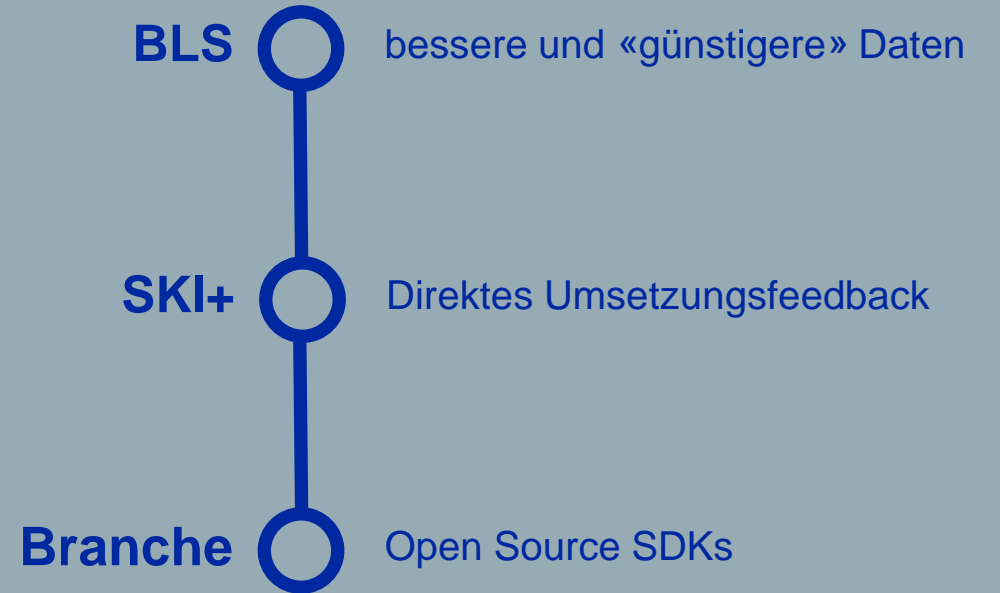 BLS bessere und «günstigere» Daten
SKI+ Direktes Umsetzungsfeedback
Branche Open Source SDKs